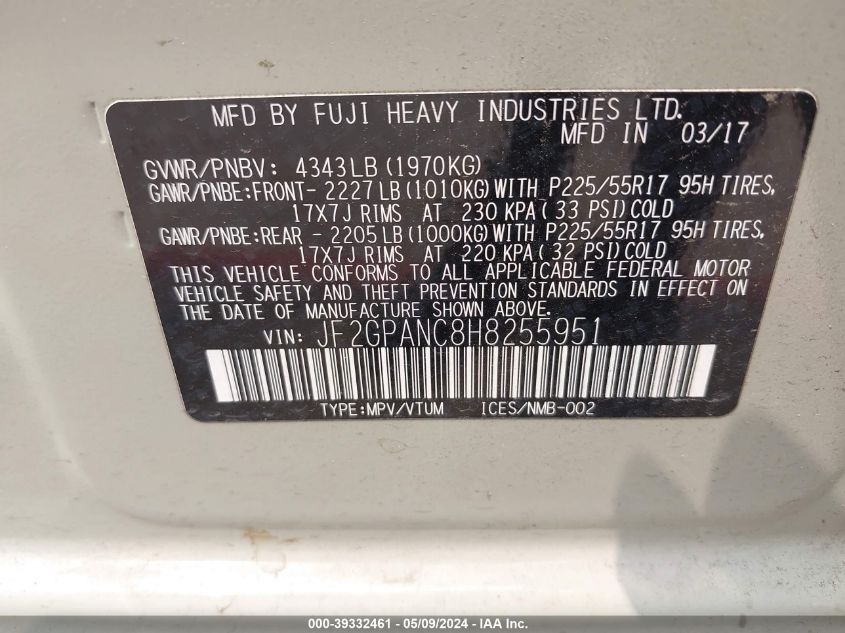 MFD BY FUJI HEAVY INDUSTRIES LTD.
MFD IN 03/17
GVWR/PNBV: 4343LB (1970KG)
GAWR/PNBE:FRONT- 2227 LB (1010KG) WITH P225/55R17 95H TIRES,
17X7J RIMS AT 230 KPA ( 33 PSI) COLD
GAWR/PNBE:REAR - 2205 LB (1000KG) WITH P225/55R17 95H TIRES,
17X7J RIMS AT 220 KPA ( 32 PSI) COLD
THIS VEHICLE CONFORMS TO ALL APPLICABLE FEDERAL MOTOR
VEHICLE SAFETY AND THEFT PREVENTION STANDARDS IN EFFECT ON
THE DATE OF MANUFACTURE SHOWN ABOVE.
VIN: JF2GPANC8H8255951
TYPE:MPV/VTUM ICES/NMB-002
000-39332461 - 05/09/2024 - IAA Inc.